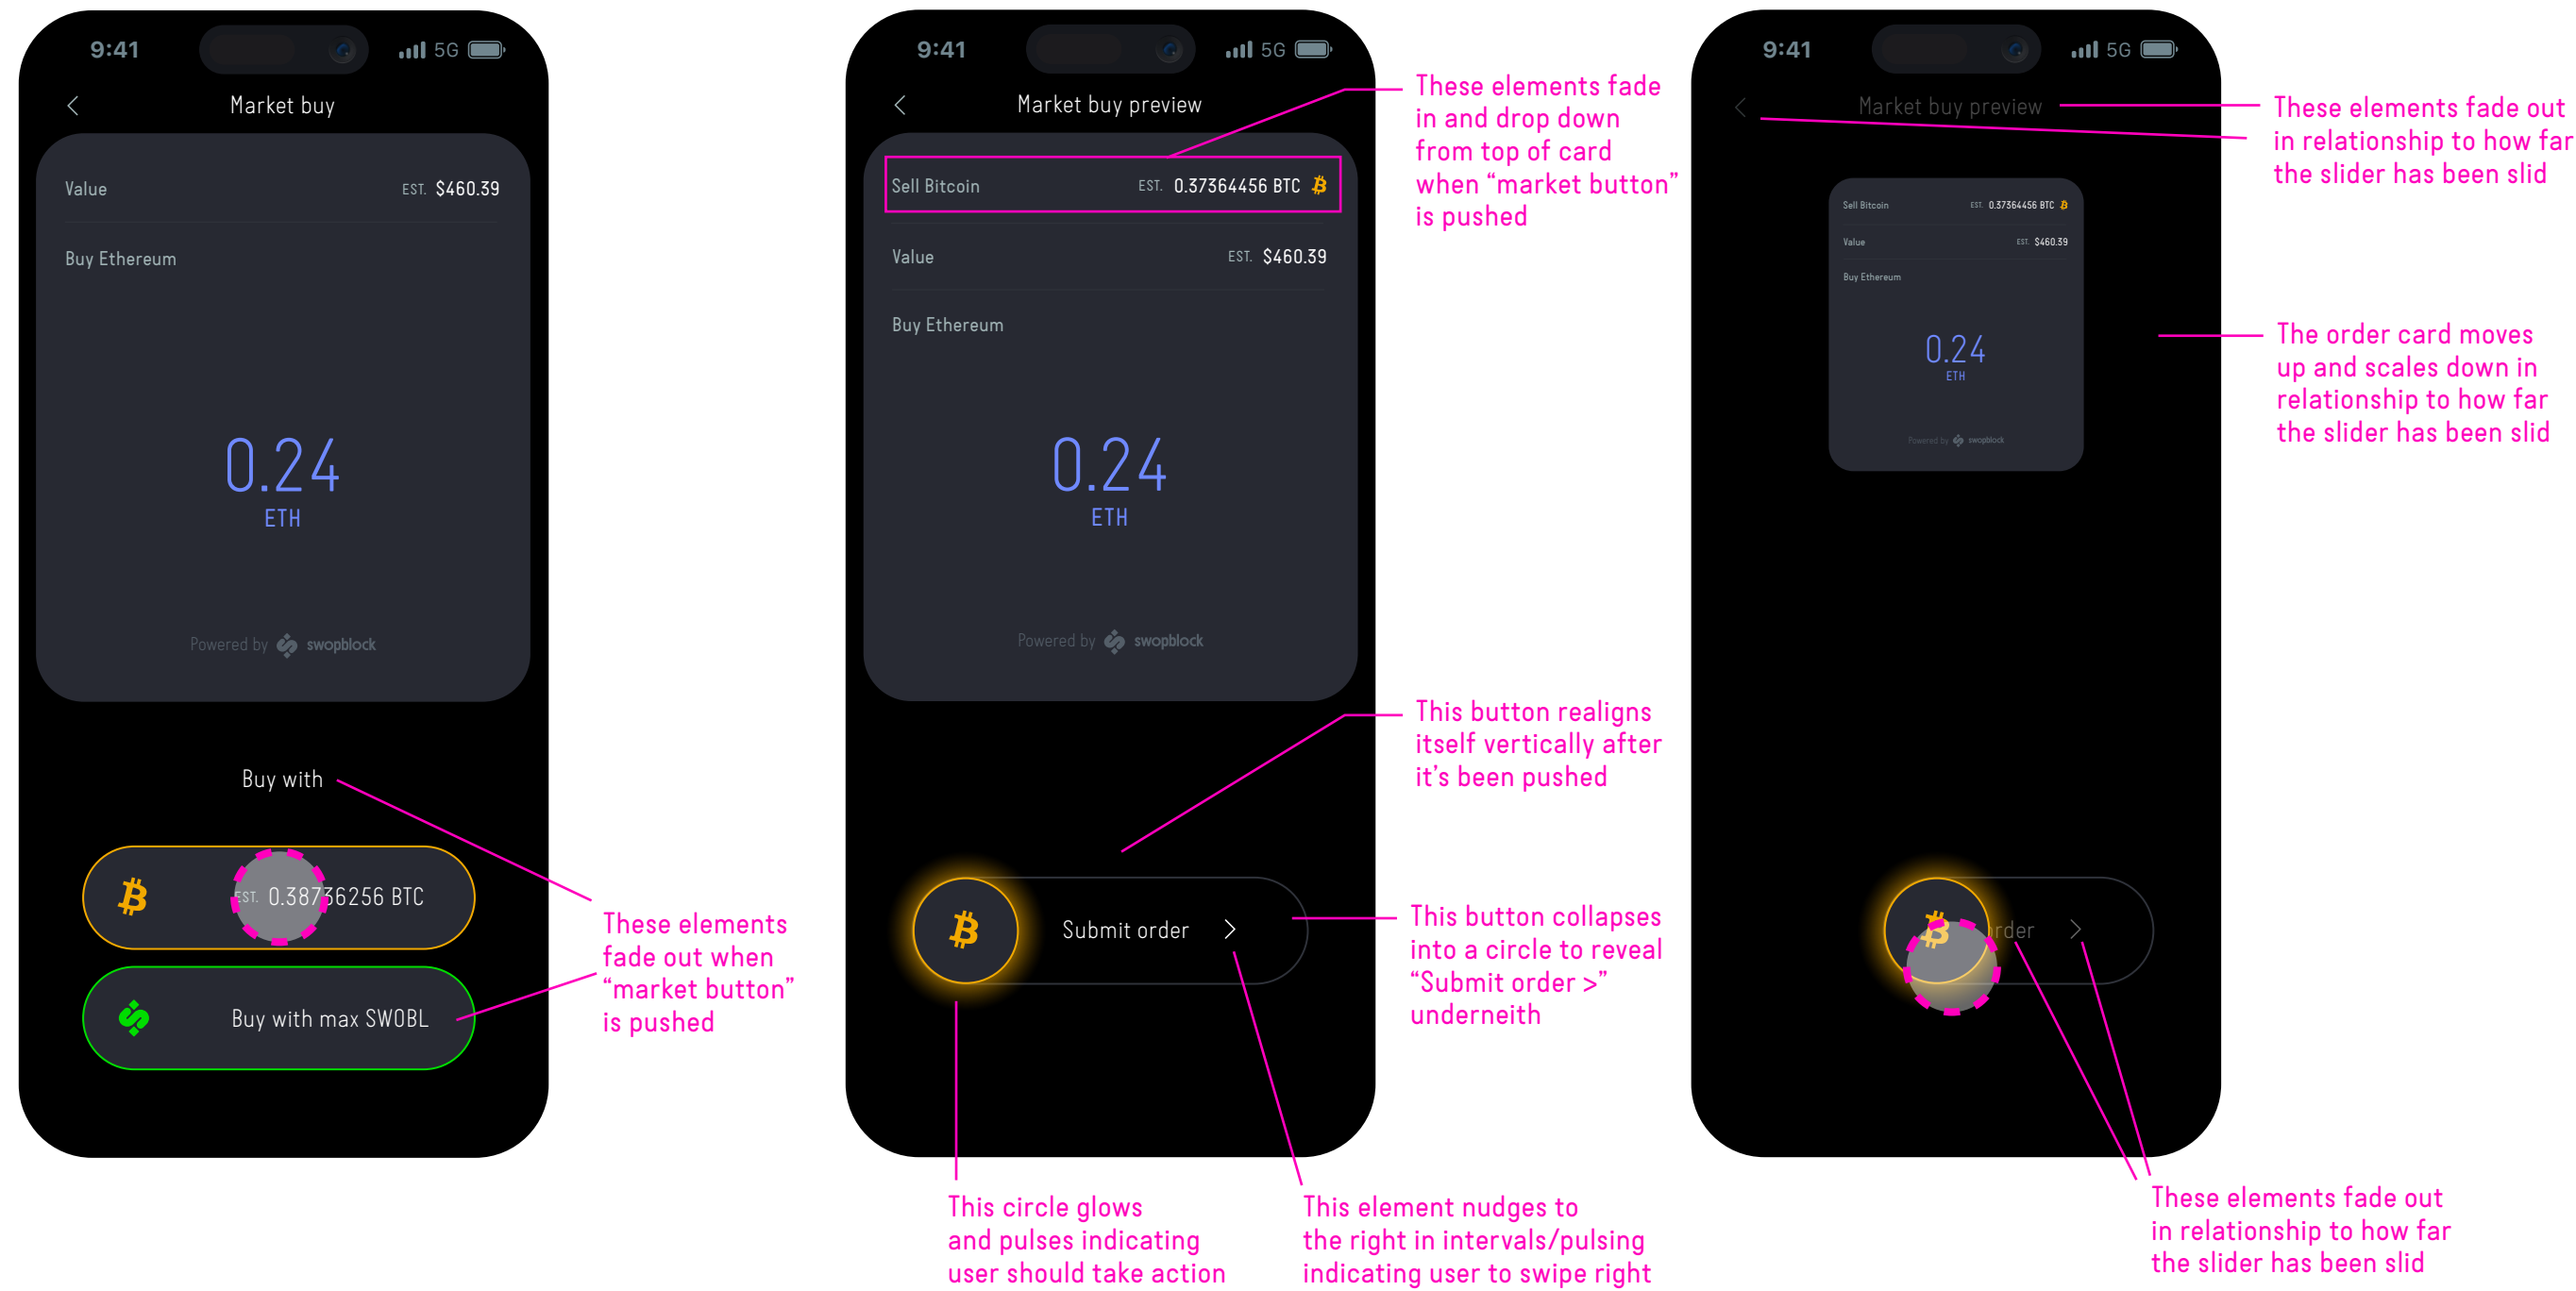 9:41
5G
Market buy
Value
EST. $460.39
Buy Ethereum
0.24
ETH
Powered by swopblock
Buy with
EST. 0.38736256 BTC
Buy with max SWOBL
These elements
fade out when
“market button”
is pushed
9:41
5G
Market buy preview
Sell Bitcoin
EST. 0.37364456 BTC
Value
EST. $460.39
Buy Ethereum
0.24
ETH
Powered by swopblock
Submit order >
These elements fade
in and drop down
from top of card
when “market button”
is pushed
This button realigns
itself vertically after
it’s been pushed
This button collapses
into a circle to reveal
“Submit order >”
underneith
This circle glows
and pulses indicating
user should take action
This element nudges to
the right in intervals/pulsing
indicating user to swipe right
9:41
5G
Market buy preview
Sell Bitcoin
EST. 0.37364456 BTC
Value
EST. $460.39
Buy Ethereum
0.24
ETH
Powered by swopblock
rder >
These elements fade out
in relationship to how far
the slider has been slid
The order card moves
up and scales down in
relationship to how far
the slider has been slid
These elements fade out
in relationship to how far
the slider has been slid